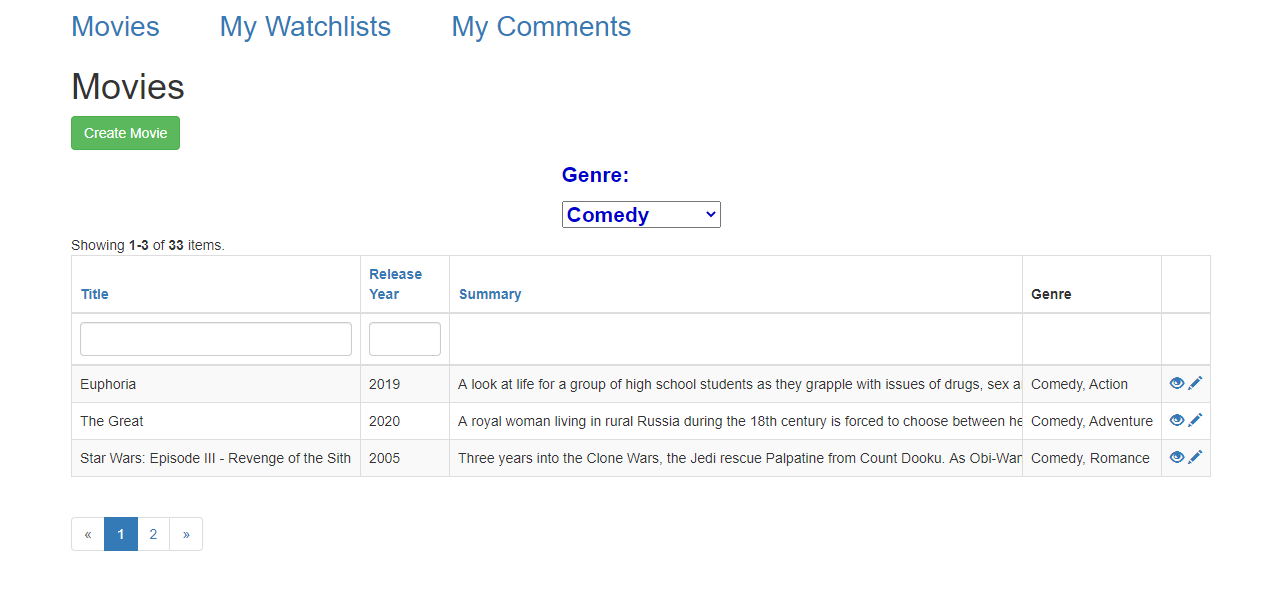 Movies My Watchlists My Comments
Movies
Create Movie
Genre:
Comedy
Showing 1-3 of 33 items.
Title Release Year Summary Genre
Euphoria 2019 A look at life for a group of high school students as they grapple with issues of drugs, sex a Comedy, Action
The Great 2020 A royal woman living in rural Russia during the 18th century is forced to choose between he Comedy, Adventure
Star Wars: Episode III - Revenge of the Sith 2005 Three years into the Clone Wars, the Jedi rescue Palpatine from Count Dooku. As Obi-Wan Comedy, Romance
« 1 2 »